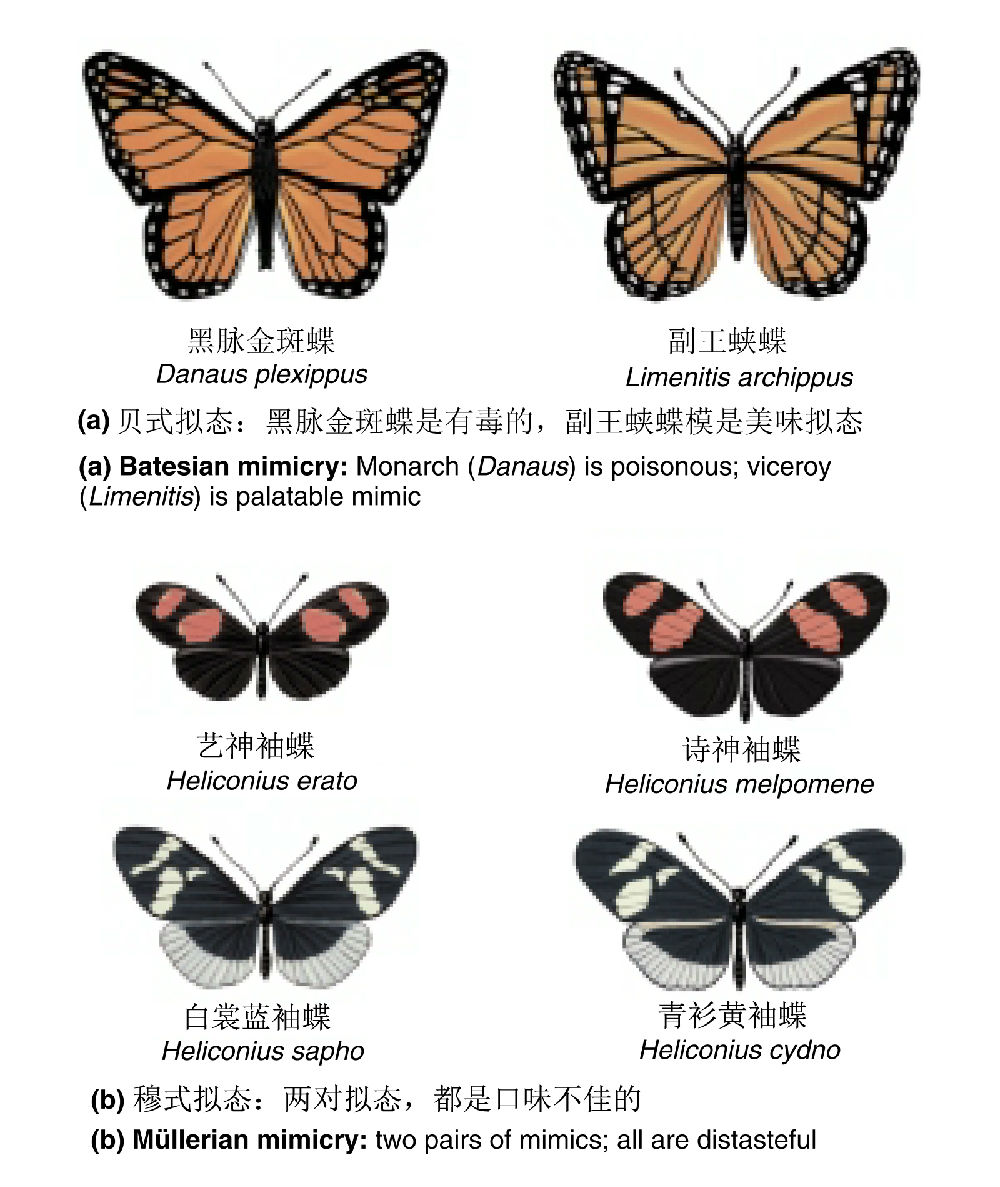 黑脉金斑蝶
Danaus plexippus
副王蛱蝶
Limenitis archippus
(a) 贝式拟态：黑脉金斑蝶是有毒的，副王蛱蝶模是美味拟态
(a) Batesian mimicry: Monarch (Danaus) is poisonous; viceroy
(Limenitis) is palatable mimic
艺神袖蝶
Heliconius erato
诗神袖蝶
Heliconius melpomene
白裳蓝袖蝶
Heliconius sapho
青衫黄袖蝶
Heliconius cydno
(b) 穆式拟态：两对拟态，都是口味不佳的
(b) Müllerian mimicry: two pairs of mimics; all are distasteful